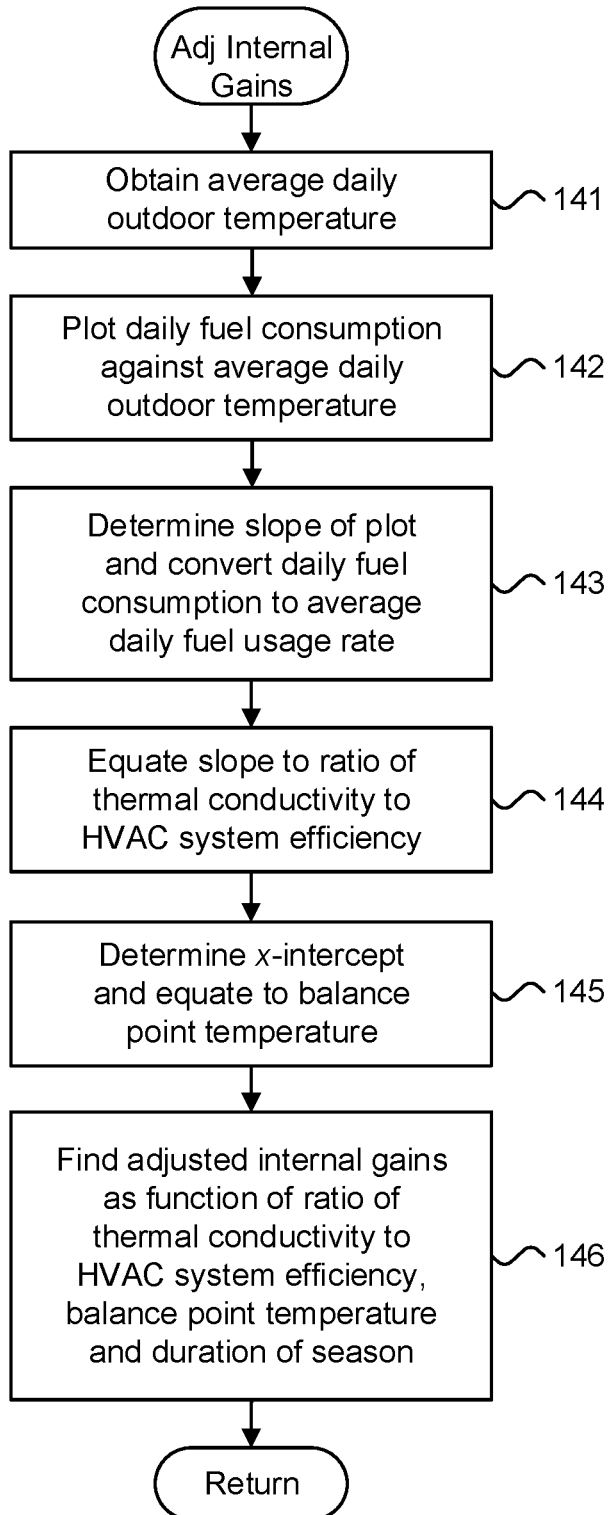 Adj Internal
Gains
Obtain average daily
outdoor temperature
141
Plot daily fuel consumption
against average daily
outdoor temperature
142
Determine slope of plot
and convert daily fuel
consumption to average
daily fuel usage rate
143
Equate slope to ratio of
thermal conductivity to
HVAC system efficiency
144
Determine x-intercept
and equate to balance
point temperature
145
Find adjusted internal gains
as function of ratio of
thermal conductivity to
HVAC system efficiency,
balance point temperature
and duration of season
146
Return